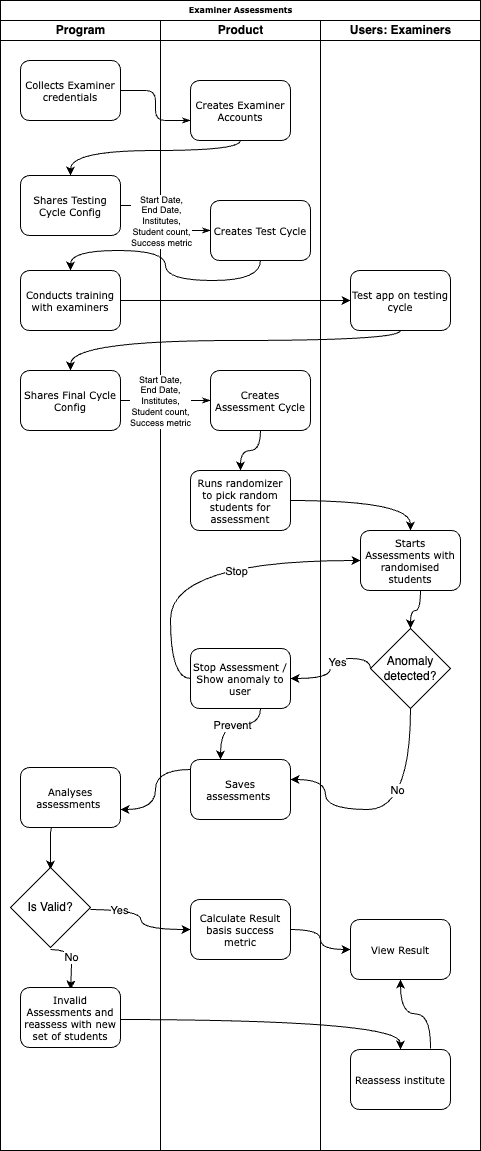 Examiner Assessments
Program
Product
Users: Examiners
Collects Examiner
credentials
Creates Examiner
Accounts
Shares Testing
Cycle Config
Start Date,
End Date,
Institutes,
Student count,
Success metric
Creates Test Cycle
Conducts training
with examiners
Test app on testing
cycle
Shares Final Cycle
Config
Start Date,
End Date,
Institutes,
Student count,
Success metric
Creates
Assessment Cycle
Runs randomizer
to pick random
students for
assessment
Starts
Assessments with
randomised
students
Stop
Anomaly
detected?
Yes
Stop Assessment /
Show anomaly to
user
Prevent
No
Saves
assessments
Analyses
assessments
Is Valid?
Yes
Calculate Result
basis success
metric
View Result
No
Invalid
Assessments and
reassess with new
set of students
Reassess institute